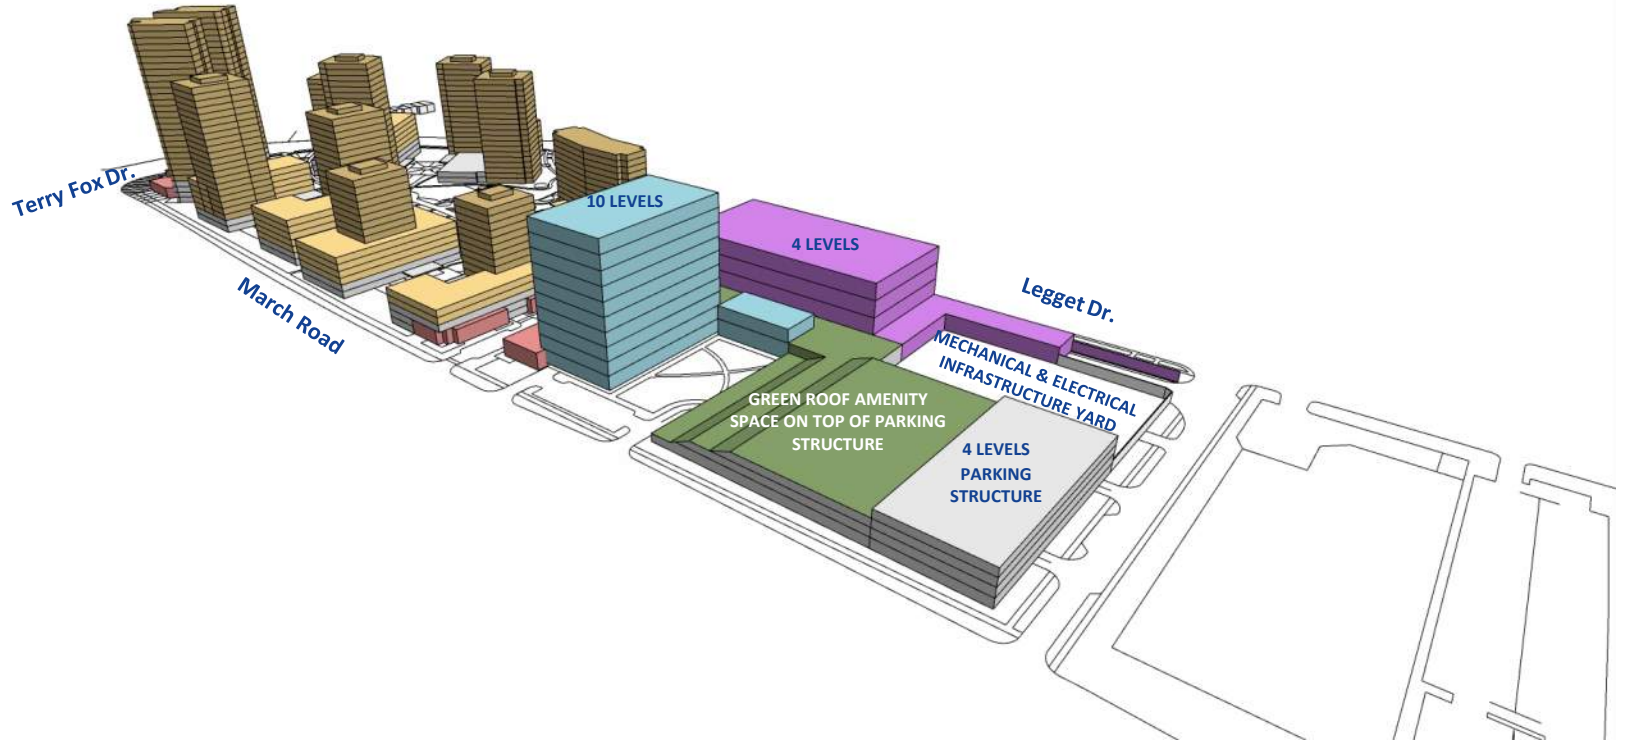 Terry Fox Dr.
March Road
10 LEVELS
4 LEVELS
Legget Dr.
MECHANICAL & ELECTRICAL
INFRASTRUCTURE YARD
GREEN ROOF AMENITY
SPACE ON TOP OF PARKING
STRUCTURE
4 LEVELS
PARKING
STRUCTURE